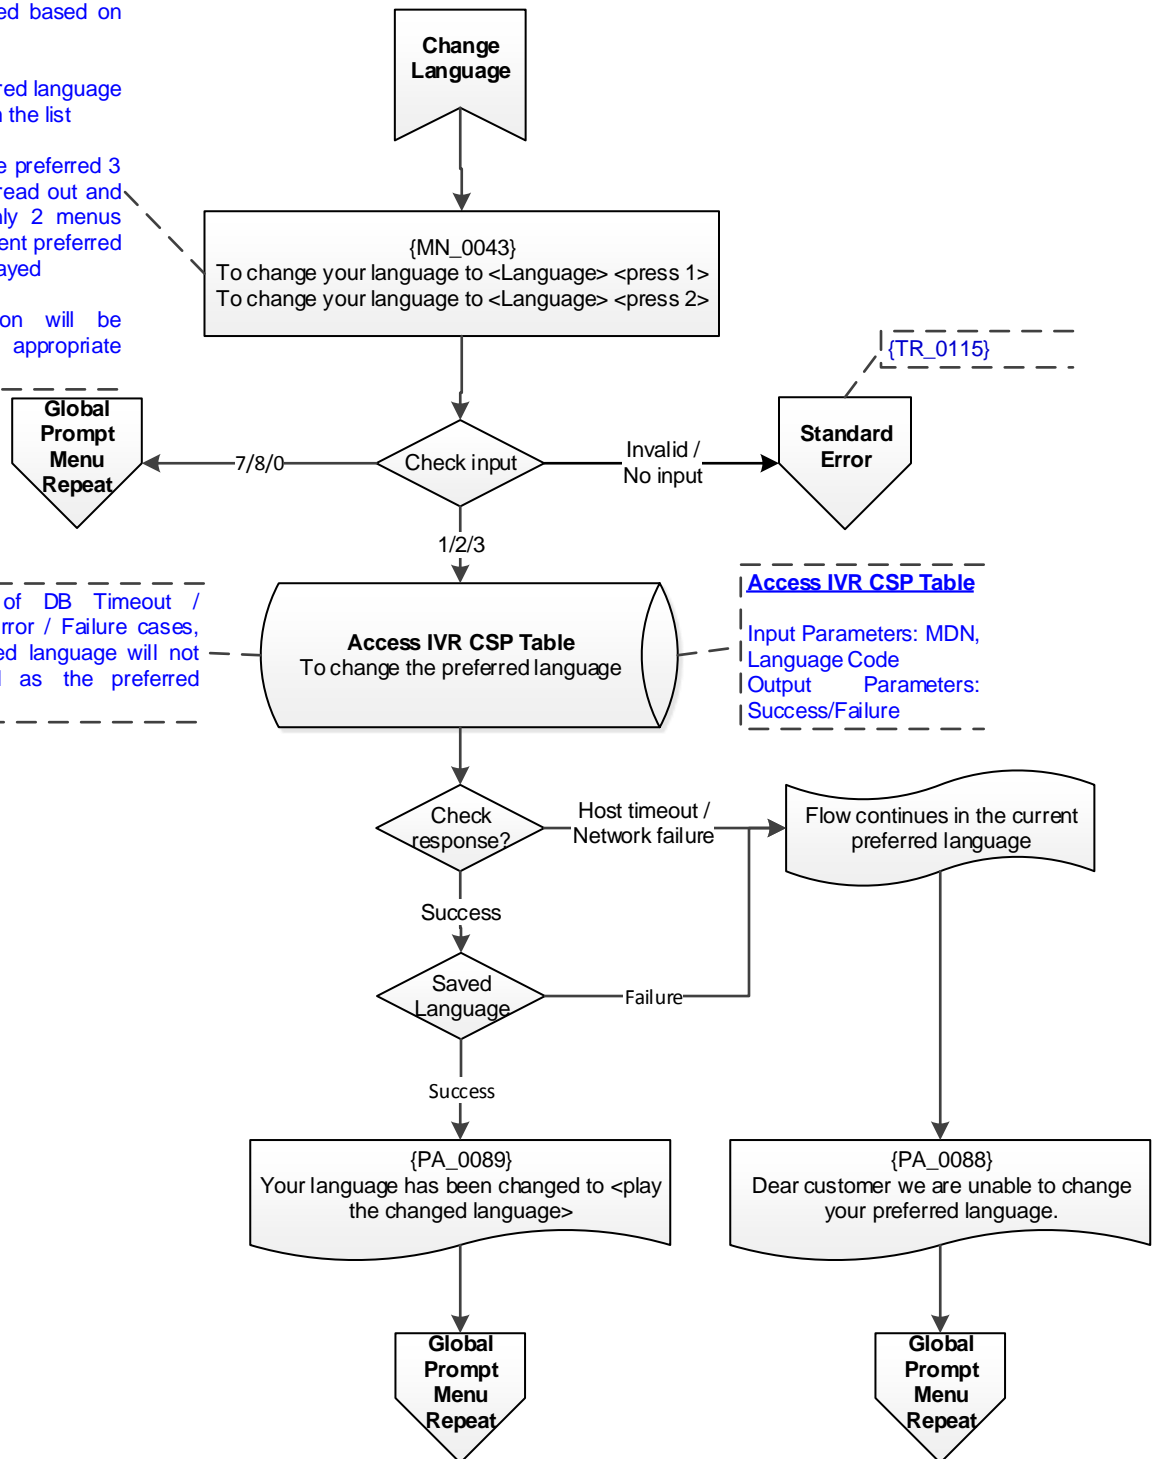 ed based on
Change
Language
red language
the list
e preferred 3
read out and
ly 2 menus
ent preferred
ayed
on will be
appropriate
{MN_0043}
To change your language to <Language> <press 1>
To change your language to <Language> <press 2>
{TR_0115}
Global
Prompt
Menu
Repeat
7/8/0
Check input
Invalid /
No input
Standard
Error
1/2/3
of DB Timeout /
rror / Failure cases,
ed language will not
as the preferred
Access IVR CSP Table
To change the preferred language
Access IVR CSP Table
Input Parameters: MDN,
Language Code
Output Parameters:
Success/Failure
Check
response?
Host timeout /
Network failure
Flow continues in the current
preferred language
Success
Saved
Language
Failure
Success
{PA_0089}
Your language has been changed to <play
the changed language>
{PA_0088}
Dear customer we are unable to change
your preferred language.
Global
Prompt
Menu
Repeat
Global
Prompt
Menu
Repeat